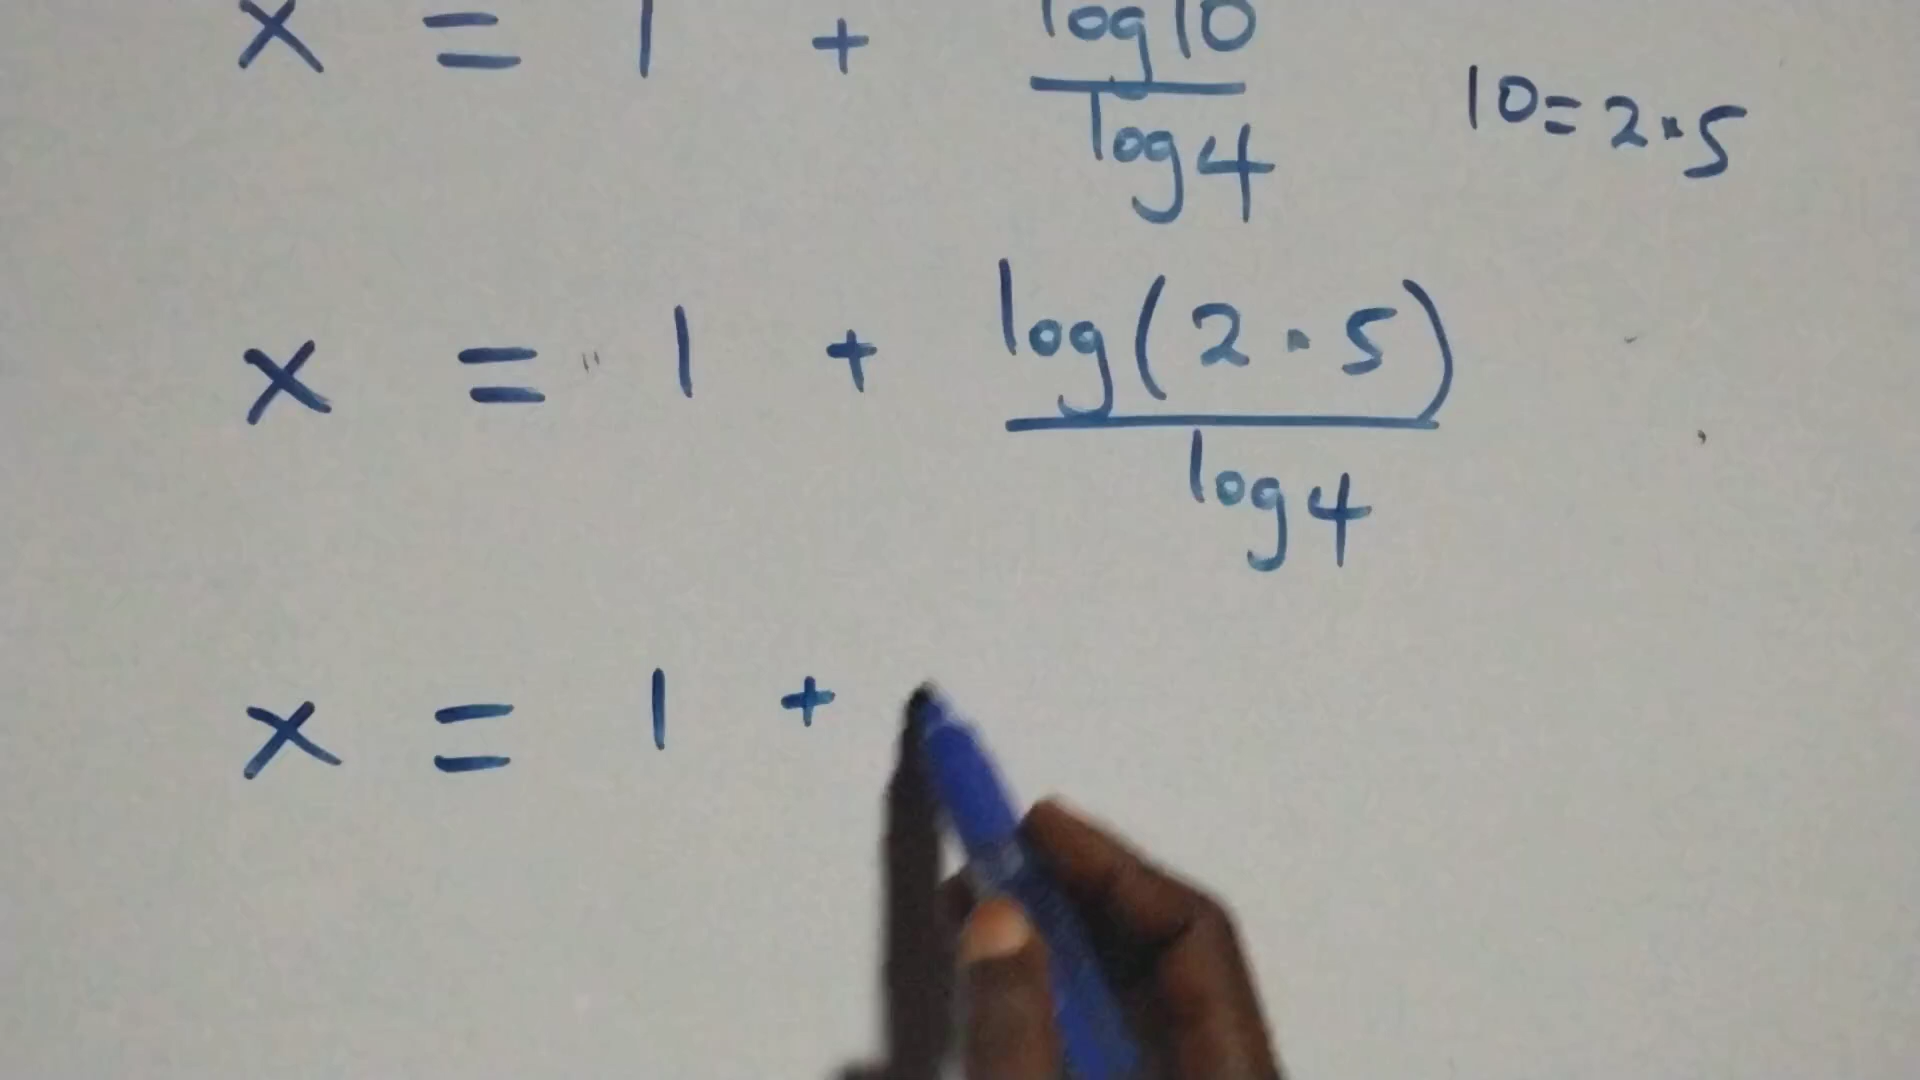 x = 1 + log10/log4
10 = 2·5
x = 1 + log(2·5)/log4
x = 1 +